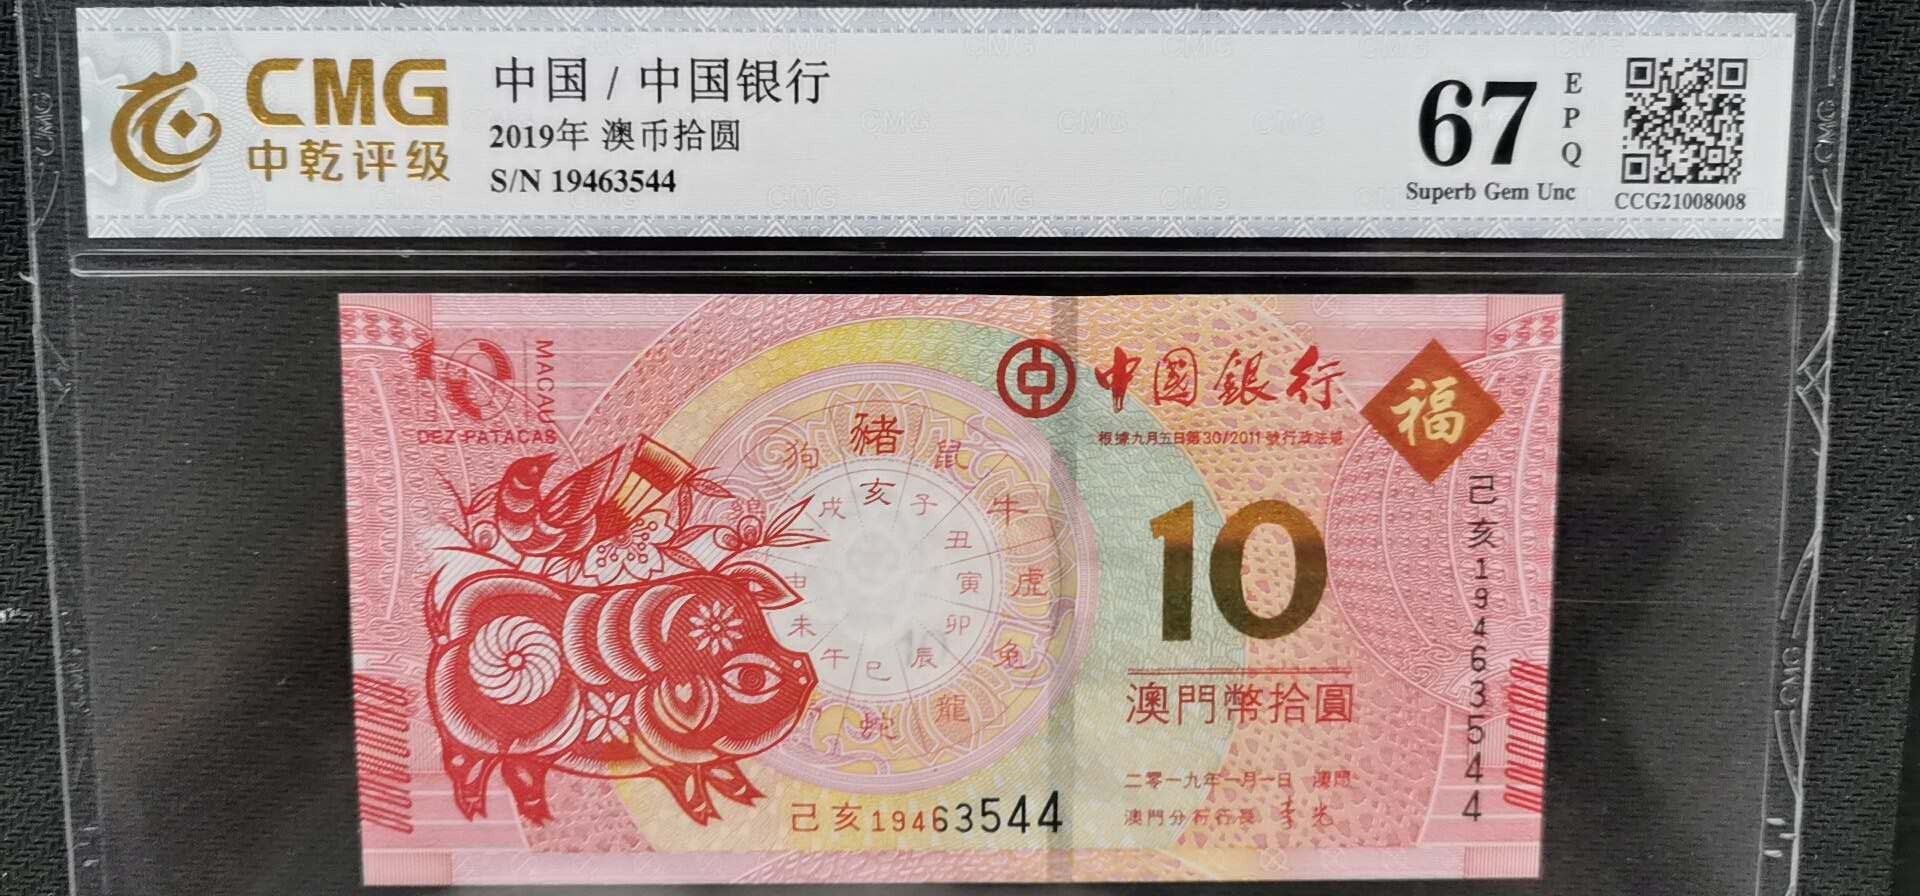 CMG
中乾评级
中国 / 中国银行
2019年 澳币拾圆
S/N 19463544
67
EPQ
Superb Gem Unc
CCG21008008
10
MACAU
DEZ PATACAS
中國銀行
福
根據九月五日第30/2011號行政法規
豬
鼠
牛
虎
兔
龍
蛇
狗
亥
子
丑
寅
卯
辰
巳
午
未
申
戌
10
澳門幣拾圓
二零一九年一月一日 澳門
澳門分行行長
己亥19463544
己亥19463544